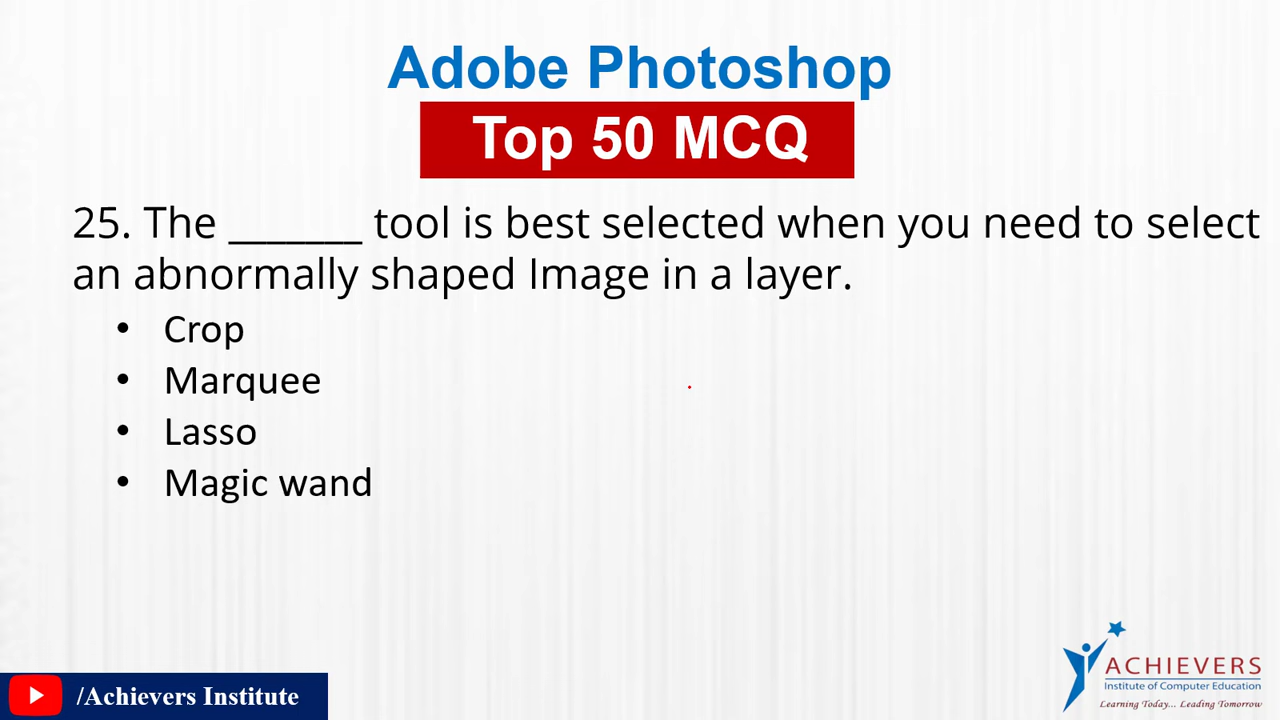 Adobe Photoshop
Top 50 MCQ
25. The _______ tool is best selected when you need to select
an abnormally shaped Image in a layer.
• Crop
• Marquee
• Lasso
• Magic wand
/Achievers Institute
ACHIEVERS
Institute of Computer Education
Learning Today... Leading Tomorrow